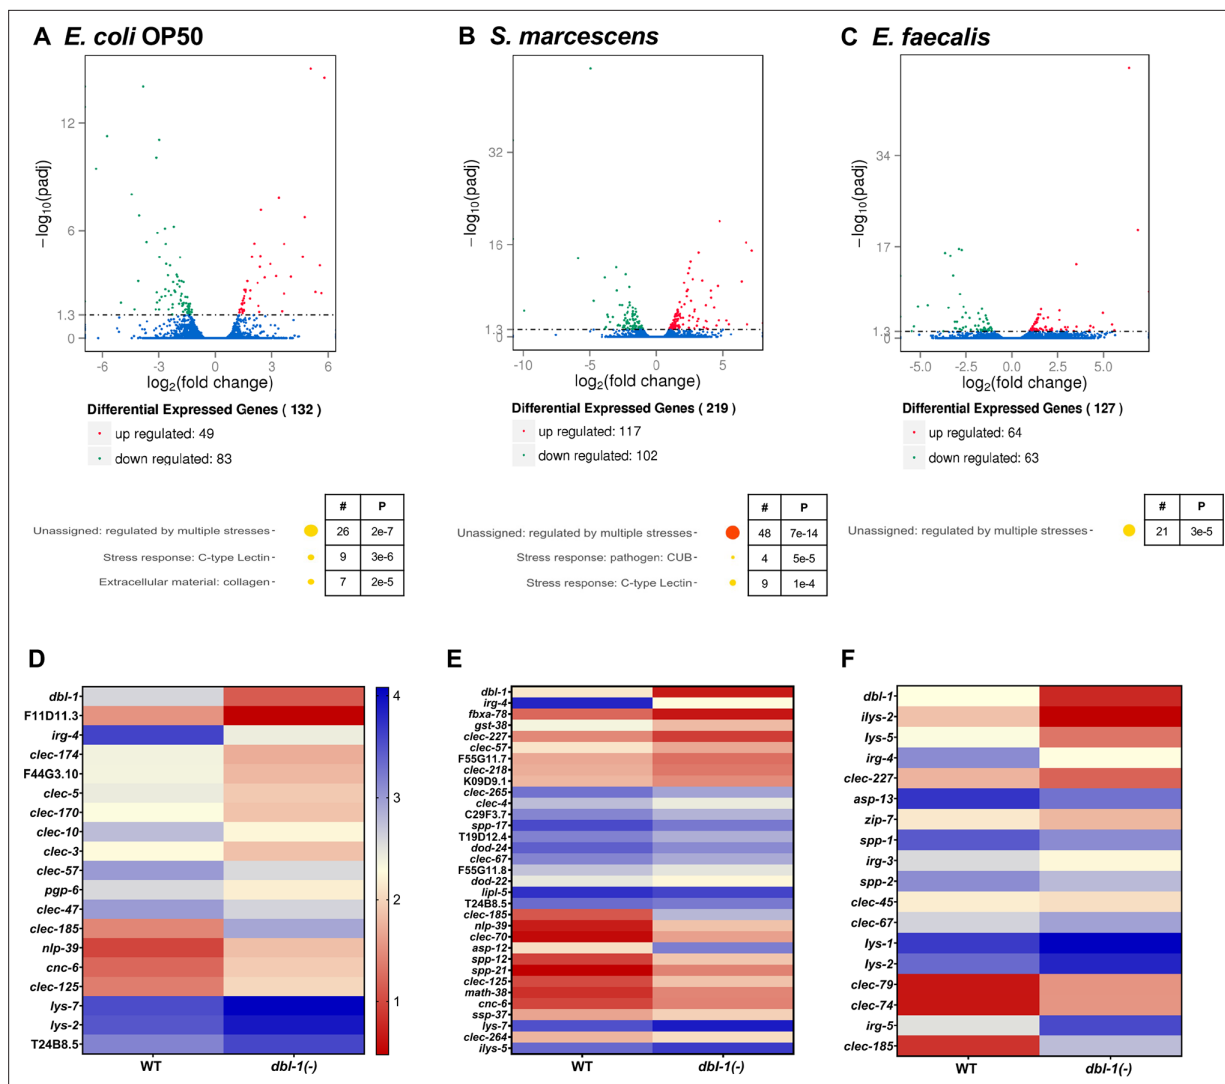 A E. coli OP50
−log10(padj)
12
6
1.3
0
-6
-3
0
3
6
log2(fold change)
Differential Expressed Genes ( 132 )
up regulated: 49
down regulated: 83
B S. marcescens
−log10(padj)
32
16
1.3
0
-10
-5
0
5
log2(fold change)
Differential Expressed Genes ( 219 )
up regulated: 117
down regulated: 102
C E. faecalis
−log10(padj)
34
17
1.3
0
-5.0
-2.5
0.0
2.5
5.0
log2(fold change)
Differential Expressed Genes ( 127 )
up regulated: 64
down regulated: 63
# P
Unassigned: regulated by multiple stresses- 26 2e-7
Stress response: C-type Lectin- 9 3e-6
Extracellular material: collagen - 7 2e-5
# P
Unassigned: regulated by multiple stresses- 48 7e-14
Stress response: pathogen: CUB- 4 5e-5
Stress response: C-type Lectin- 9 1e-4
# P
Unassigned: regulated by multiple stresses- 21 3e-5
D
dbl-1
F11D11.3
irg-4
clec-174
F44G3.10
clec-5
clec-170
clec-10
clec-3
clec-57
pgp-6
clec-47
clec-185
nlp-39
cnc-6
clec-125
lys-7
lys-2
T24B8.5
WT
dbl-1(-)
4
3
2
1
E
dbl-1
irg-4
fbxa-78
gst-38
clec-227
clec-57
F55G11.7
clec-218
K09D9.1
clec-265
clec-4
C29F3.7
spp-17
T19D12.4
dod-24
clec-67
F55G11.8
dod-22
lipl-5
T24B8.5
clec-185
nlp-39
clec-70
asp-12
spp-12
spp-21
clec-125
math-38
cnc-6
ssp-37
lys-7
clec-264
ilys-5
WT
dbl-1(-)
F
dbl-1
ilys-2
lys-5
irg-4
clec-227
asp-13
zip-7
spp-1
irg-3
spp-2
clec-45
clec-67
lys-1
lys-2
clec-79
clec-74
irg-5
clec-185
WT
dbl-1(-)